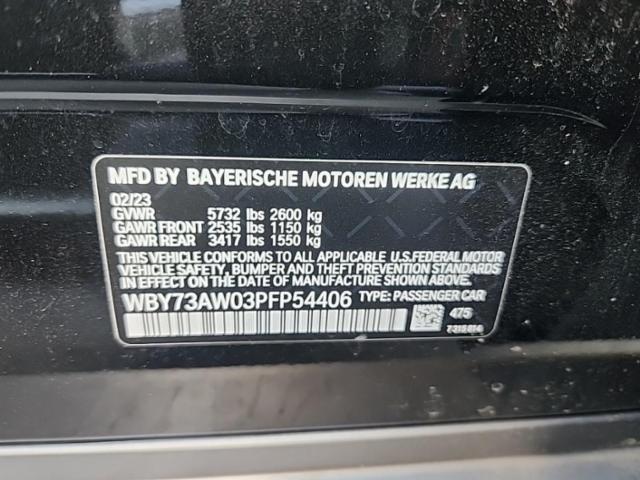 MFD BY BAYERISCHE MOTOREN WERKE AG
02/23
GVWR 5732 lbs 2600 kg
GAWR FRONT 2535 lbs 1150 kg
GAWR REAR 3417 lbs 1550 kg
THIS VEHICLE CONFORMS TO ALL APPLICABLE U.S. FEDERAL MOTOR
VEHICLE SAFETY, BUMPER AND THEFT PREVENTION STANDARDS IN
EFFECT ON THE DATE OF MANUFACTURE SHOWN ABOVE.
WBY73AW03PFP54406 TYPE: PASSENGER CAR
475